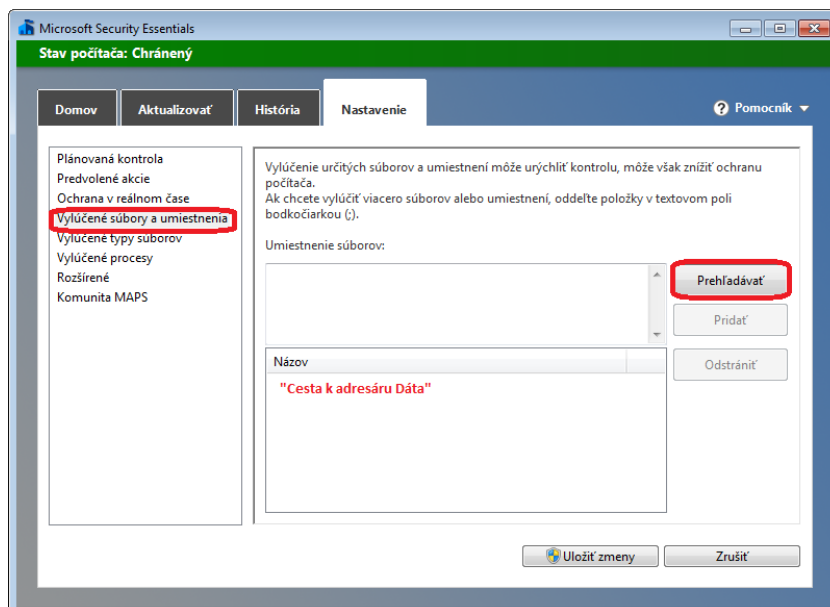 Microsoft Security Essentials
Stav počítača: Chránený
Domov
Aktualizovať
História
Nastavenie
Pomocník
Plánovaná kontrola
Predvolené akcie
Ochrana v reálnom čase
Vylúčené súbory a umiestnenia
Vylúčené typy súborov
Vylúčené procesy
Rozšírené
Komunita MAPS
Vylúčenie určitých súborov a umiestnení môže urýchliť kontrolu, môže však znížiť ochranu
počítača.
Ak chcete vylúčiť viacero súborov alebo umiestnení, oddeľte položky v textovom poli
bodkočiarkou (;).
Umiestnenie súborov:
Prehľadávať
Pridať
Názov
Odstrániť
"Cesta k adresáru Dáta"
Uložiť zmeny
Zrušiť